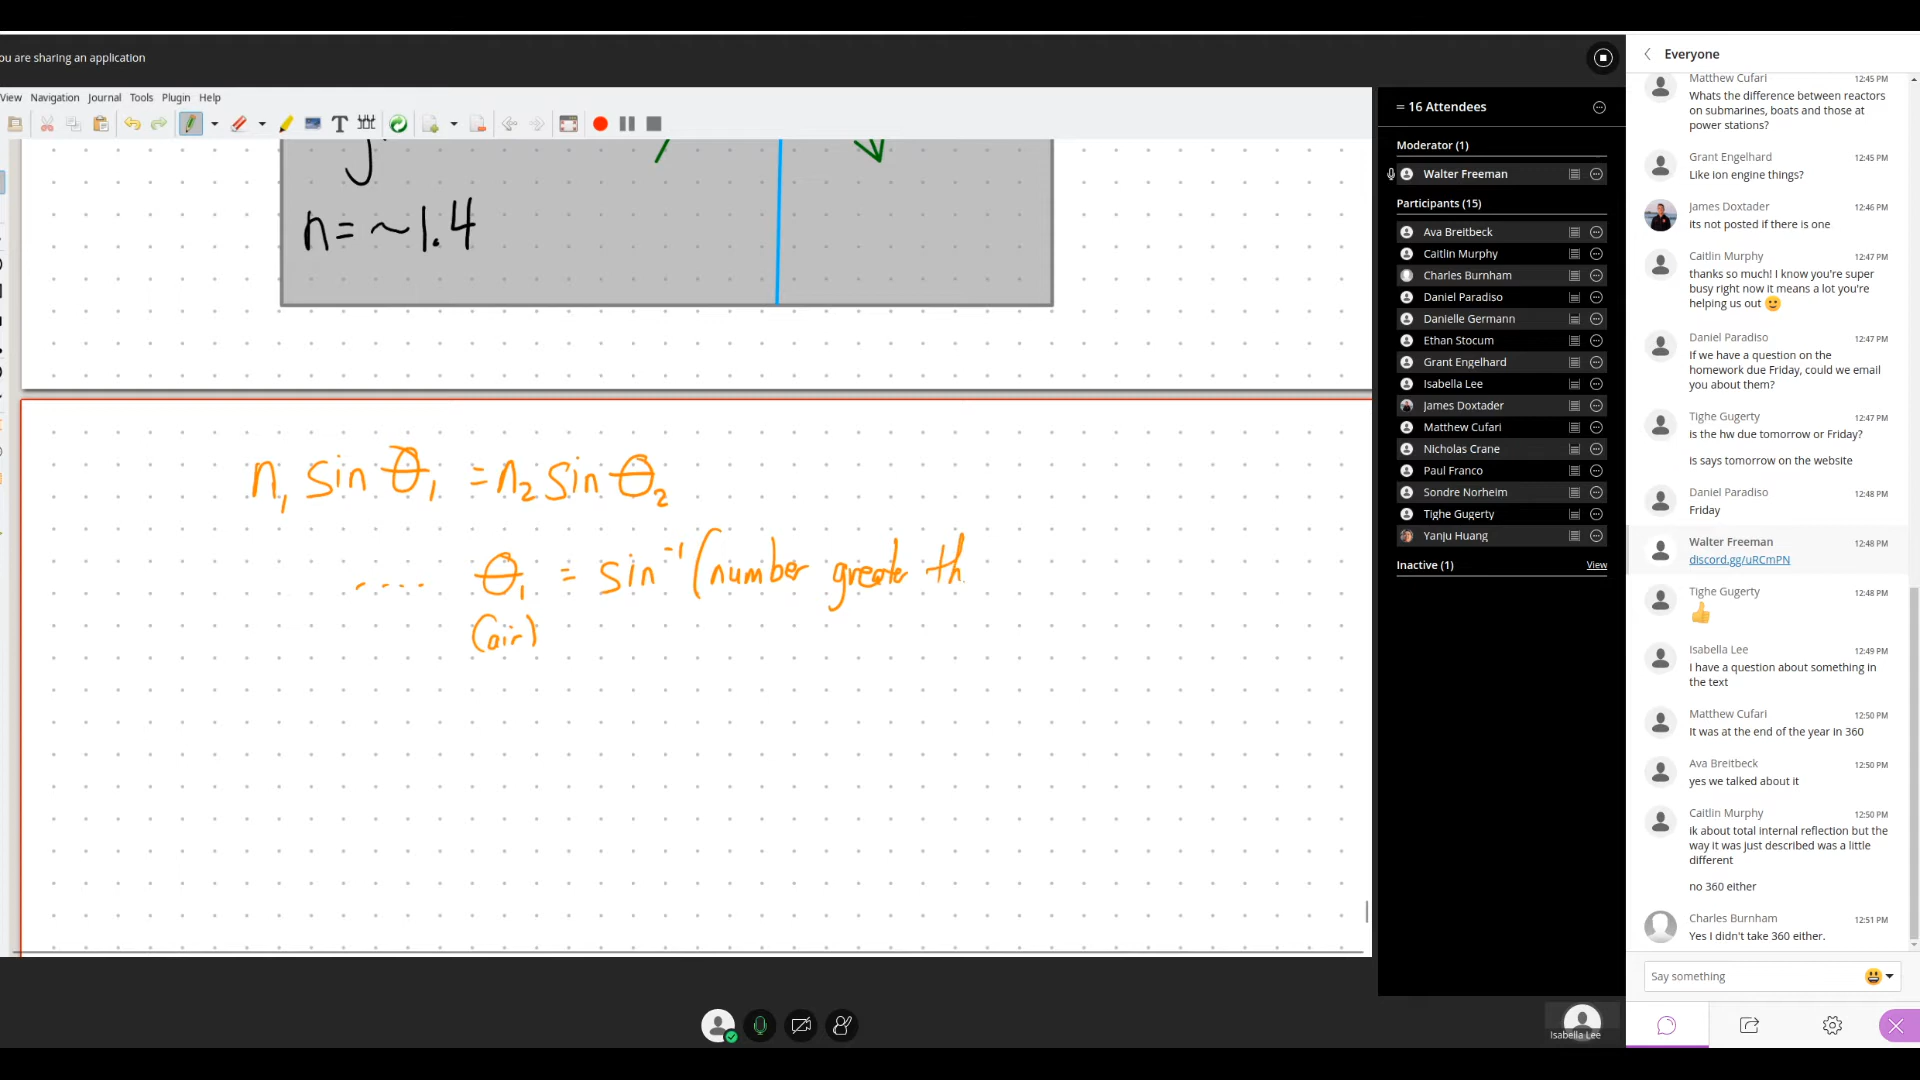 ou are sharing an application
View Navigation Journal Tools Plugin Help
n = ~1.4
n₁ sin θ₁ = n₂ sin θ₂
.... θ₁ = sin⁻¹ (number greater th
(air)
16 Attendees
Moderator (1)
Walter Freeman
Participants (15)
Ava Breitbeck
Caitlin Murphy
Charles Burnham
Daniel Paradiso
Danielle Germann
Ethan Stocum
Grant Engelhard
Isabella Lee
James Doxtader
Matthew Cufari
Nicholas Crane
Paul Franco
Sondre Norheim
Tighe Gugerty
Yanju Huang
Inactive (1) View
Isabella Lee
Everyone
Matthew Cufari 12:45 PM
Whats the difference between reactors
on submarines, boats and those at
power stations?
Grant Engelhard 12:45 PM
Like ion engine things?
James Doxtader 12:46 PM
its not posted if there is one
Caitlin Murphy 12:47 PM
thanks so much! I know you're super
busy right now it means a lot you're
helping us out 🙂
Daniel Paradiso 12:47 PM
If we have a question on the
homework due Friday, could we email
you about them?
Tighe Gugerty 12:47 PM
is the hw due tomorrow or Friday?
is says tomorrow on the website
Daniel Paradiso 12:48 PM
Friday
Walter Freeman 12:48 PM
discord.gg/uRCmPN
Tighe Gugerty 12:48 PM
👍
Isabella Lee 12:49 PM
I have a question about something in
the text
Matthew Cufari 12:50 PM
It was at the end of the year in 360
Ava Breitbeck 12:50 PM
yes we talked about it
Caitlin Murphy 12:50 PM
Ik about total internal reflection but the
way it was just described was a little
different
no 360 either
Charles Burnham 12:51 PM
Yes I didn't take 360 either.
Say something